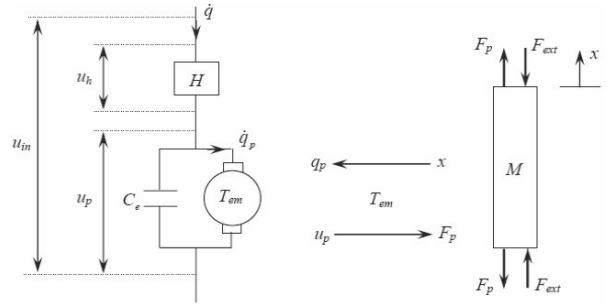 q̇
F_p F_ext
x
u_h
H
u_in
q̇_p
q_p x
M
u_p
C_e
T_em
T_em
u_p F_p
F_p F_ext